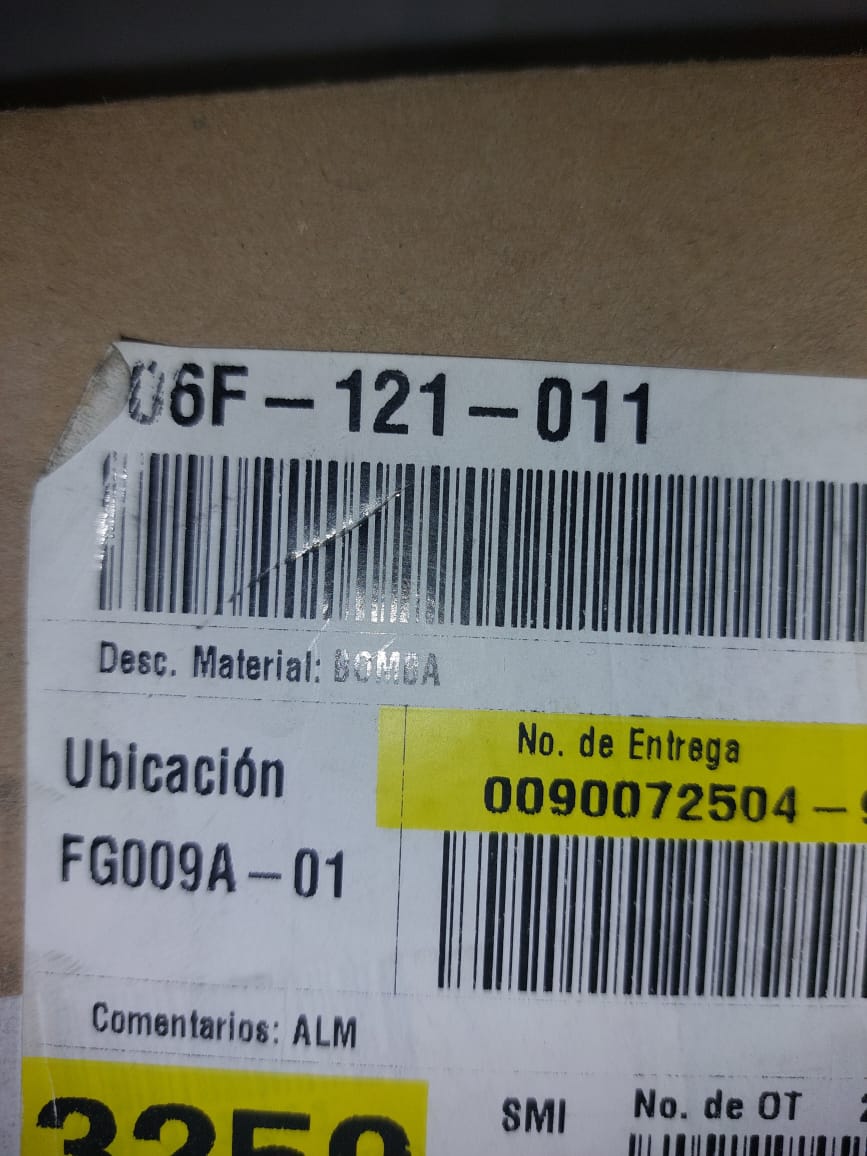 06F-121-011
Desc. Material: BOMBA
Ubicación
FG009A-01
No. de Entrega
0090072504-
Comentarios: ALM
3259
SMI
No. de OT